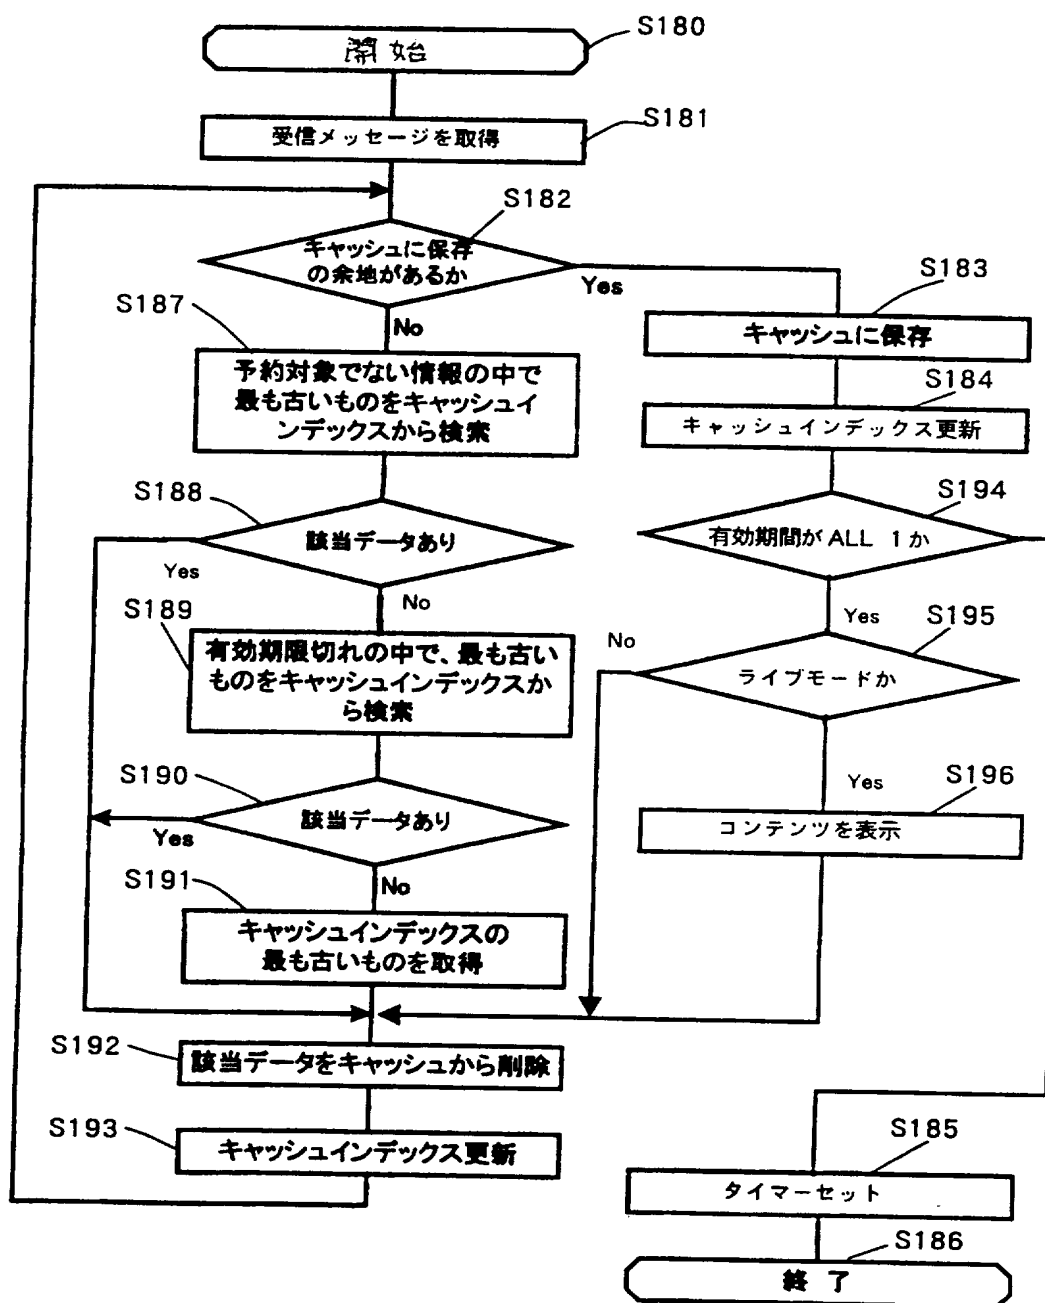 S180
開始
S181
受信メッセージを取得
S182
キャッシュに保存
の余地があるか
Yes
No
S183
キャッシュに保存
S184
キャッシュインデックス更新
S187
予約対象でない情報の中で
最も古いものをキャッシュイ
ンデックスから検索
S188
該当データあり
Yes
No
S194
有効期間がALL 1か
Yes
S189
有効期限切れの中で、最も古い
ものをキャッシュインデックスか
ら検索
S195
No
ライブモードか
Yes
S190
該当データあり
Yes
No
S196
コンテンツを表示
S191
キャッシュインデックスの
最も古いものを取得
S192
該当データをキャッシュから削除
S193
キャッシュインデックス更新
S185
タイマーセット
S186
終了